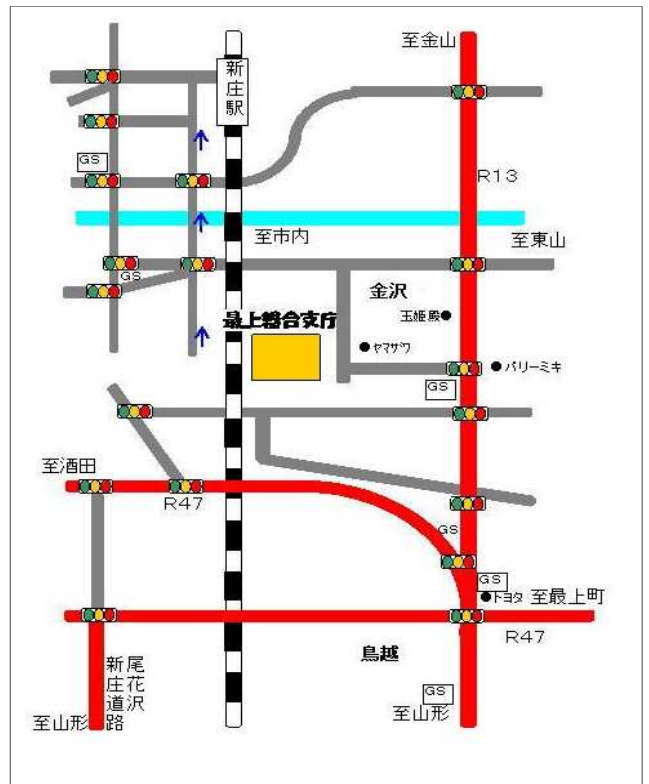 至金山
新庄駅
GS
R13
至市内
至東山
GS
金沢
玉姫殿
最上総合支庁
ヤマザワ
パリーミキ
GS
至酒田
R47
GS
GS
トヨタ
至最上町
R47
鳥越
尾花沢
新庄道路
GS
至山形
至山形